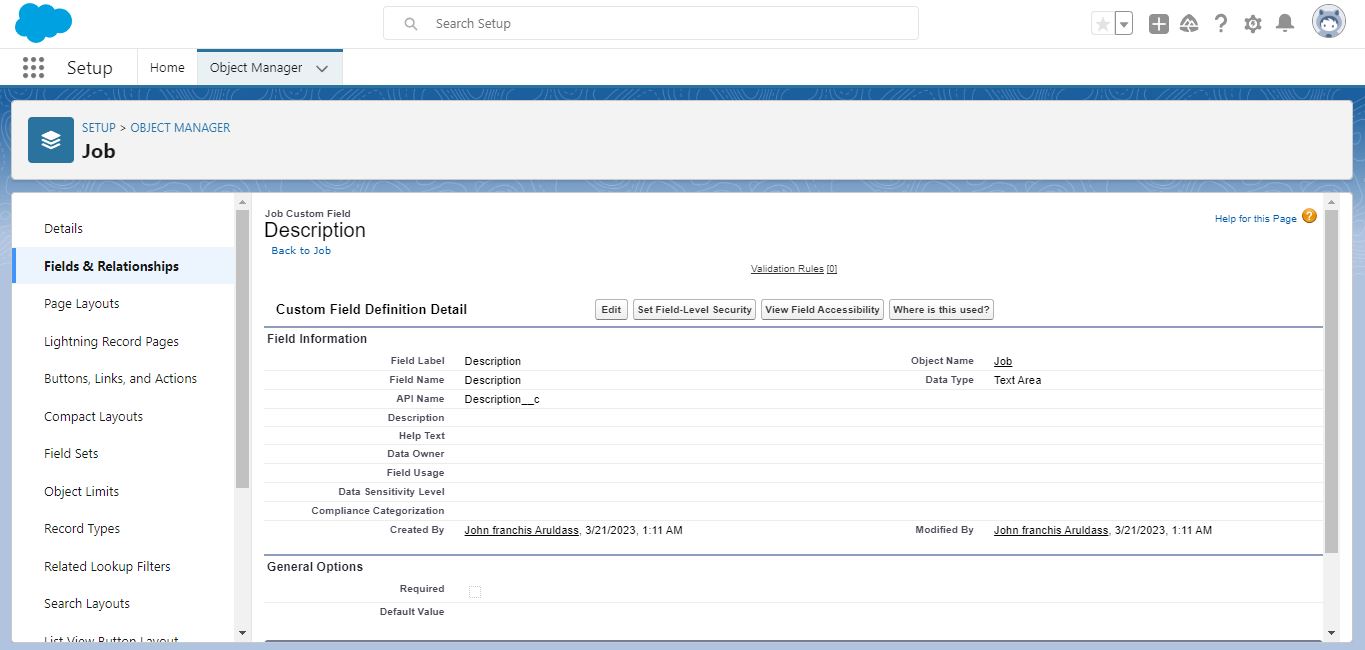 Search Setup
Setup
Home
Object Manager
SETUP > OBJECT MANAGER
Job
Details
Fields & Relationships
Page Layouts
Lightning Record Pages
Buttons, Links, and Actions
Compact Layouts
Field Sets
Object Limits
Record Types
Related Lookup Filters
Search Layouts
List View Button Layout
Job Custom Field
Description
Back to Job
Help for this Page ?
Validation Rules [0]
Custom Field Definition Detail
Edit
Set Field-Level Security
View Field Accessibility
Where is this used?
Field Information
Field Label Description Object Name Job
Field Name Description Data Type Text Area
API Name Description__c
Description
Help Text
Data Owner
Field Usage
Data Sensitivity Level
Compliance Categorization
Created By John franchis Aruldass, 3/21/2023, 1:11 AM Modified By John franchis Aruldass, 3/21/2023, 1:11 AM
General Options
Required
Default Value